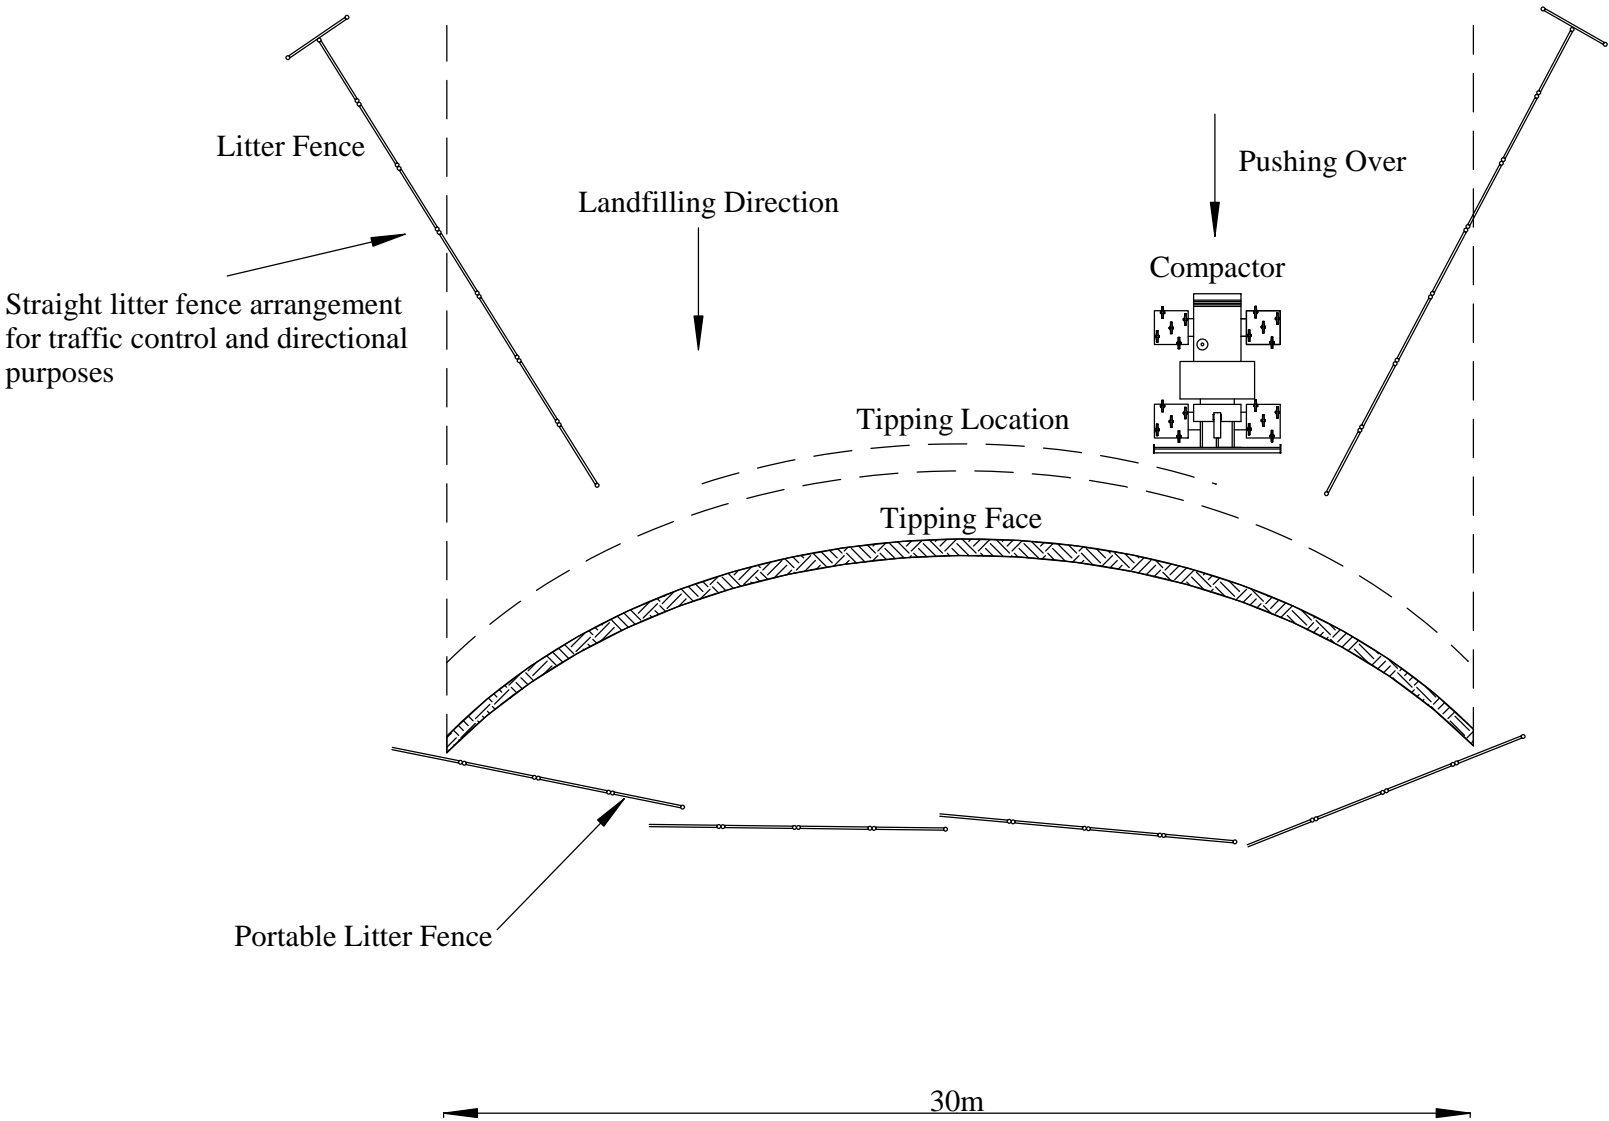 Litter Fence
Pushing Over
Landfilling Direction
Compactor
Straight litter fence arrangement
for traffic control and directional
purposes
Tipping Location
Tipping Face
Portable Litter Fence
30m